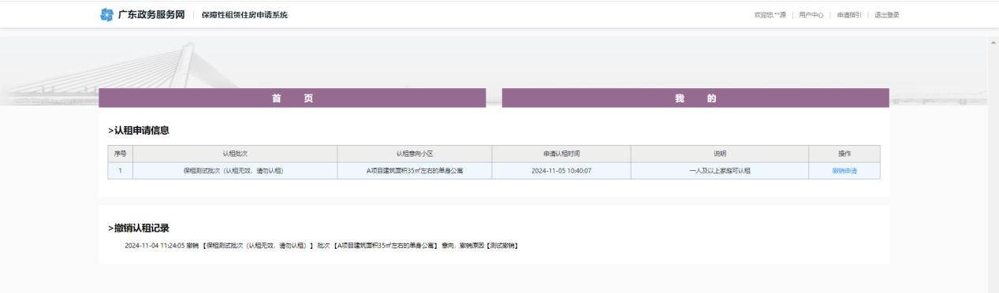 广东政务服务网 保障性租赁住房申请系统 欢迎您,**源 用户中心 申请指引 退出登录
首 页 我 的
>认租申请信息
序号 认租批次 认租意向小区 申请认租时间 说明 操作
1 保租测试批次（认租无效，请勿认租） A项目建筑面积35㎡左右的单身公寓 2024-11-05 10:40:07 一人及以上家庭可认租 撤销申请
>撤销认租记录
2024-11-04 11:24:05 撤销 【保租测试批次（认租无效，请勿认租）】 批次 【A项目建筑面积35㎡左右的单身公寓】 意向，撤销原因【测试撤销】